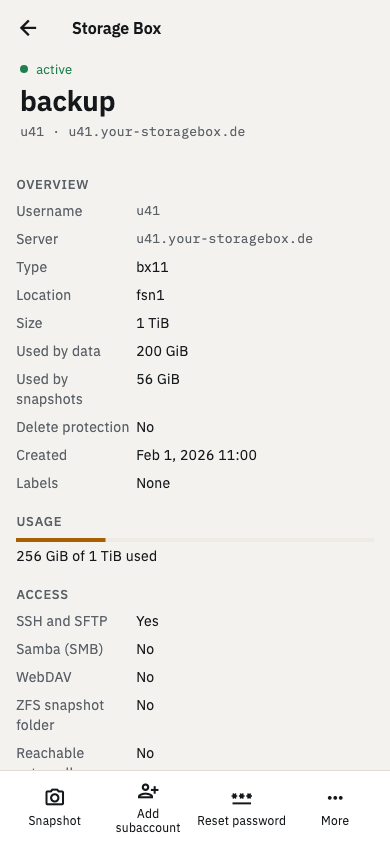 Storage Box
active
backup
u41 · u41.your-storagebox.de
OVERVIEW
Username u41
Server u41.your-storagebox.de
Type bx11
Location fsn1
Size 1 TiB
Used by data 200 GiB
Used by snapshots 56 GiB
Delete protection No
Created Feb 1, 2026 11:00
Labels None
USAGE
256 GiB of 1 TiB used
ACCESS
SSH and SFTP Yes
Samba (SMB) No
WebDAV No
ZFS snapshot folder No
Reachable No
Snapshot
Add subaccount
Reset password
More